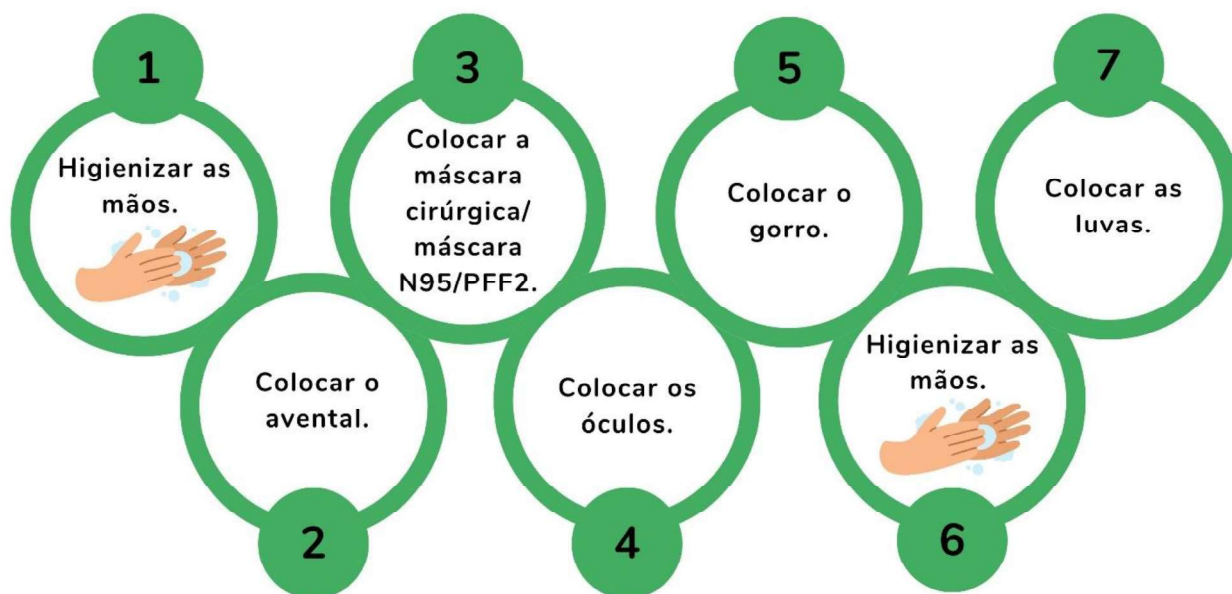 1
Higienizar as
mãos.
2
Colocar o
avental.
3
Colocar a
máscara
cirúrgica/
máscara
N95/PFF2.
4
Colocar os
óculos.
5
Colocar o
gorro.
6
Higienizar as
mãos.
7
Colocar as
luvas.